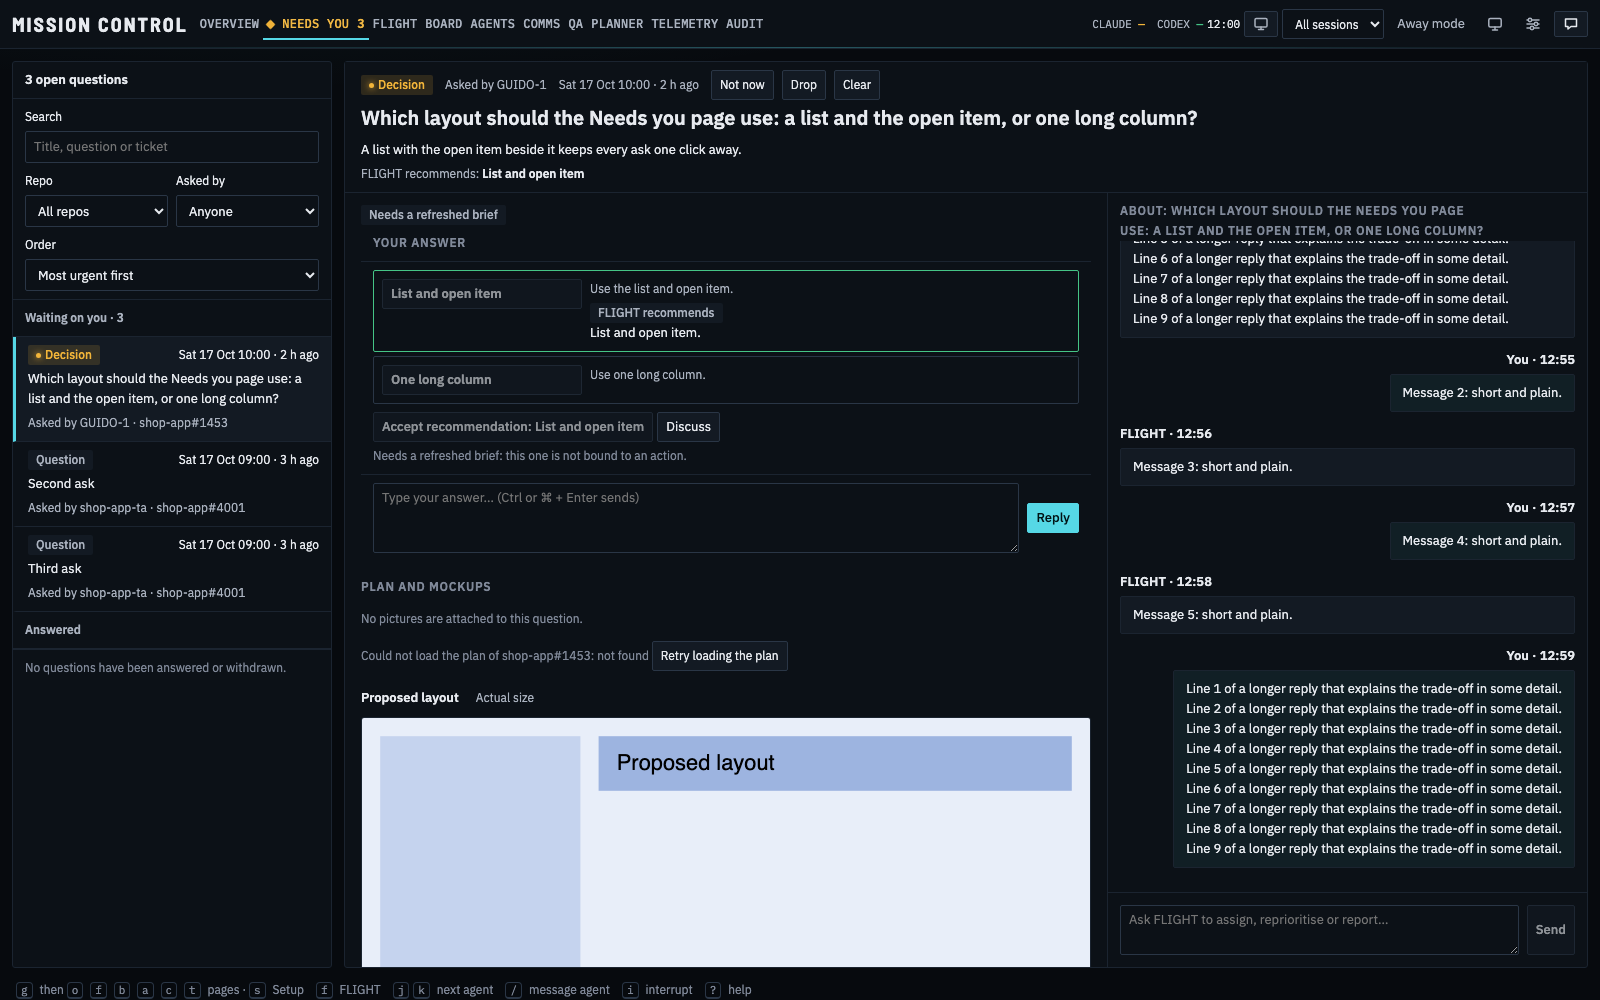 MISSION CONTROL
OVERVIEW ◆ NEEDS YOU 3 FLIGHT BOARD AGENTS COMMS QA PLANNER TELEMETRY AUDIT
CLAUDE — CODEX — 12:00 All sessions Away mode
3 open questions
Search
Title, question or ticket
Repo Asked by
All repos Anyone
Order
Most urgent first
Waiting on you · 3
Decision Sat 17 Oct 10:00 · 2 h ago
Which layout should the Needs you page use: a
list and the open item, or one long column?
Asked by GUIDO-1 · shop-app#1453
Question Sat 17 Oct 09:00 · 3 h ago
Second ask
Asked by shop-app-ta · shop-app#4001
Question Sat 17 Oct 09:00 · 3 h ago
Third ask
Asked by shop-app-ta · shop-app#4001
Answered
No questions have been answered or withdrawn.
Decision Asked by GUIDO-1 Sat 17 Oct 10:00 · 2 h ago Not now Drop Clear
Which layout should the Needs you page use: a list and the open item, or one long column?
A list with the open item beside it keeps every ask one click away.
FLIGHT recommends: List and open item
Needs a refreshed brief
YOUR ANSWER
List and open item Use the list and open item.
FLIGHT recommends
List and open item.
One long column Use one long column.
Accept recommendation: List and open item Discuss
Needs a refreshed brief: this one is not bound to an action.
Type your answer... (Ctrl or ⌘ + Enter sends)
Reply
PLAN AND MOCKUPS
No pictures are attached to this question.
Could not load the plan of shop-app#1453: not found Retry loading the plan
Proposed layout Actual size
Proposed layout
ABOUT: WHICH LAYOUT SHOULD THE NEEDS YOU PAGE
USE: A LIST AND THE OPEN ITEM, OR ONE LONG COLUMN?
Line 6 of a longer reply that explains the trade-off in some detail.
Line 7 of a longer reply that explains the trade-off in some detail.
Line 8 of a longer reply that explains the trade-off in some detail.
Line 9 of a longer reply that explains the trade-off in some detail.
You · 12:55
Message 2: short and plain.
FLIGHT · 12:56
Message 3: short and plain.
You · 12:57
Message 4: short and plain.
FLIGHT · 12:58
Message 5: short and plain.
You · 12:59
Line 1 of a longer reply that explains the trade-off in some detail.
Line 2 of a longer reply that explains the trade-off in some detail.
Line 3 of a longer reply that explains the trade-off in some detail.
Line 4 of a longer reply that explains the trade-off in some detail.
Line 5 of a longer reply that explains the trade-off in some detail.
Line 6 of a longer reply that explains the trade-off in some detail.
Line 7 of a longer reply that explains the trade-off in some detail.
Line 8 of a longer reply that explains the trade-off in some detail.
Line 9 of a longer reply that explains the trade-off in some detail.
Ask FLIGHT to assign, reprioritise or report...
Send
g then o f b a c t pages · s Setup f FLIGHT j k next agent / message agent i interrupt ? help